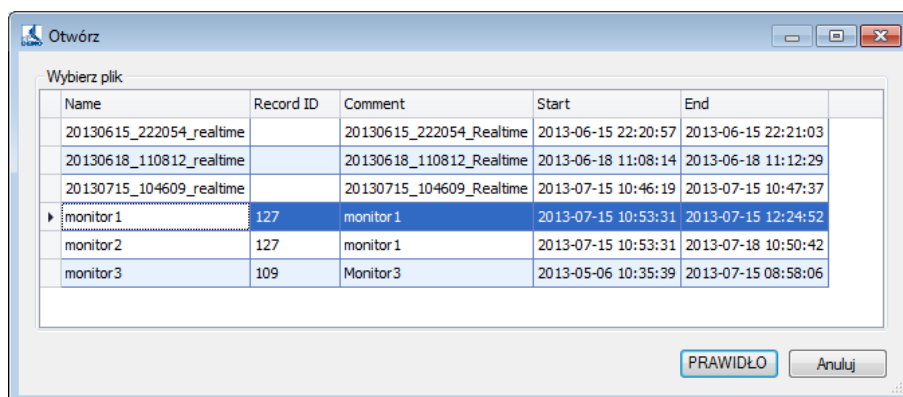 Otwórz
Wybierz plik
Name Record ID Comment Start End
20130615_222054_realtime 20130615_222054_Realtime 2013-06-15 22:20:57 2013-06-15 22:21:03
20130618_110812_realtime 20130618_110812_Realtime 2013-06-18 11:08:14 2013-06-18 11:12:29
20130715_104609_realtime 20130715_104609_Realtime 2013-07-15 10:46:19 2013-07-15 10:47:37
monitor1 127 monitor1 2013-07-15 10:53:31 2013-07-15 12:24:52
monitor2 127 monitor1 2013-07-15 10:53:31 2013-07-18 10:50:42
monitor3 109 Monitor3 2013-05-06 10:35:39 2013-07-15 08:58:06
PRAWIDŁO Anuluj